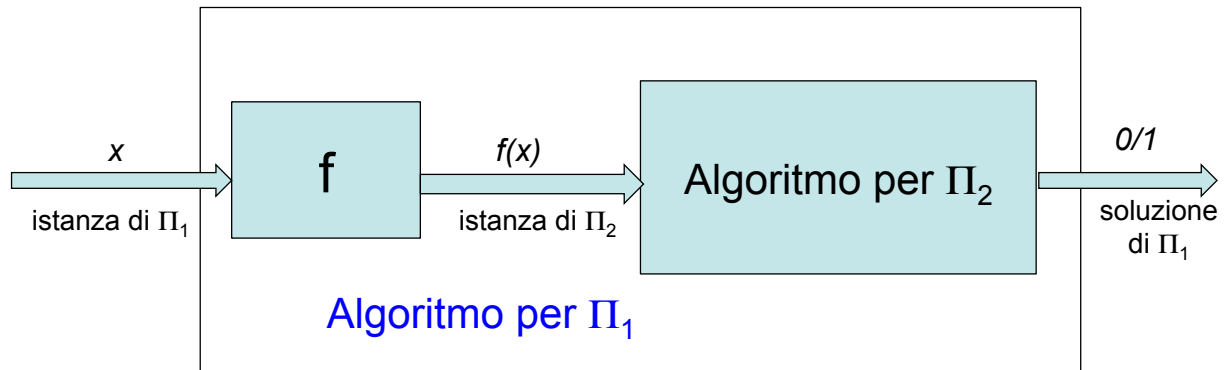 x
istanza di Π₁
f
f(x)
istanza di Π₂
Algoritmo per Π₂
0/1
soluzione
di Π₁
Algoritmo per Π₁